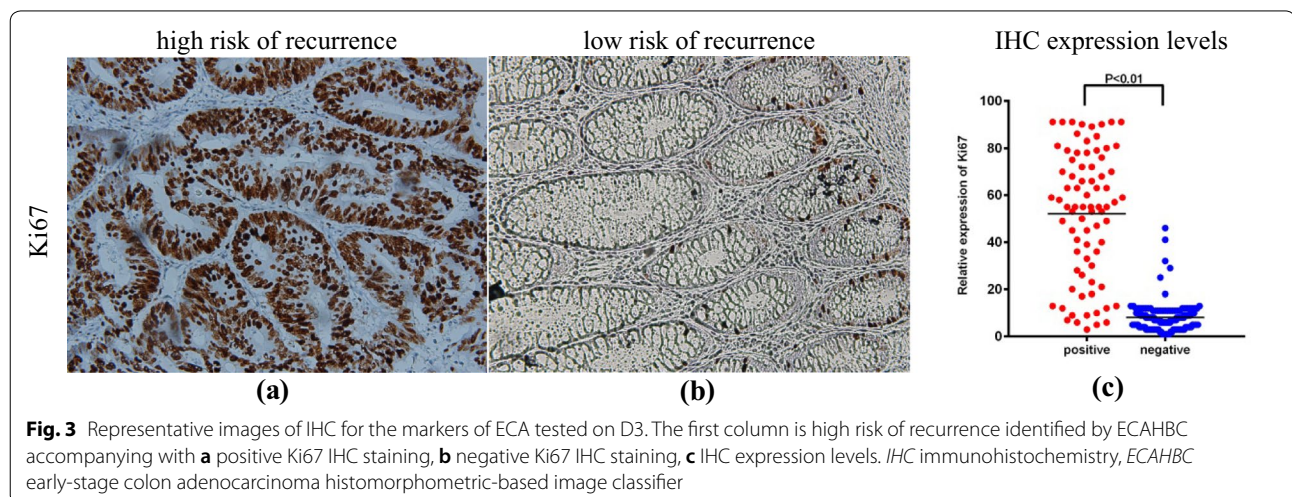 high risk of recurrence
low risk of recurrence
IHC expression levels
Ki67
P<0.01
Relative expression of Ki67
100
80
60
40
20
0
positive
negative
(a)
(b)
(c)
Fig. 3 Representative images of IHC for the markers of ECA tested on D3. The first column is high risk of recurrence identified by ECAHBC
accompanying with a positive Ki67 IHC staining, b negative Ki67 IHC staining, c IHC expression levels. IHC immunohistochemistry, ECAHBC
early-stage colon adenocarcinoma histomorphometric-based image classifier